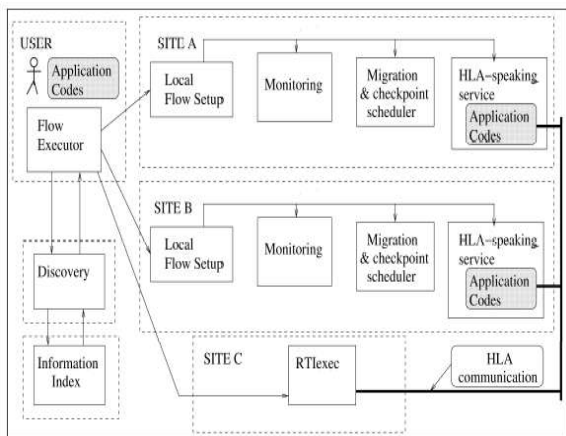 USER
Application
Codes
Flow
Executor
Discovery
Information
Index
SITE A
Local
Flow Setup
Monitoring
Migration
& checkpoint
scheduler
HLA-speaking
service
Application
Codes
SITE B
Local
Flow Setup
Monitoring
Migration
& checkpoint
scheduler
HLA-speaking
service
Application
Codes
SITE C
RTIexec
HLA
communication